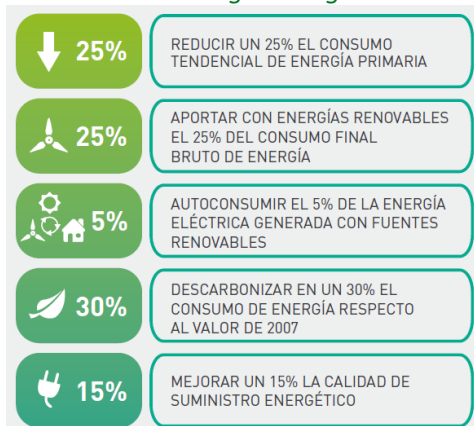 25%
REDUCIR UN 25% EL CONSUMO
TENDENCIAL DE ENERGÍA PRIMARIA
25%
APORTAR CON ENERGÍAS RENOVABLES
EL 25% DEL CONSUMO FINAL
BRUTO DE ENERGÍA
5%
AUTOCONSUMIR EL 5% DE LA ENERGÍA
ELÉCTRICA GENERADA CON FUENTES
RENOVABLES
30%
DESCARBONIZAR EN UN 30% EL
CONSUMO DE ENERGÍA RESPECTO
AL VALOR DE 2007
15%
MEJORAR UN 15% LA CALIDAD DE
SUMINISTRO ENERGÉTICO